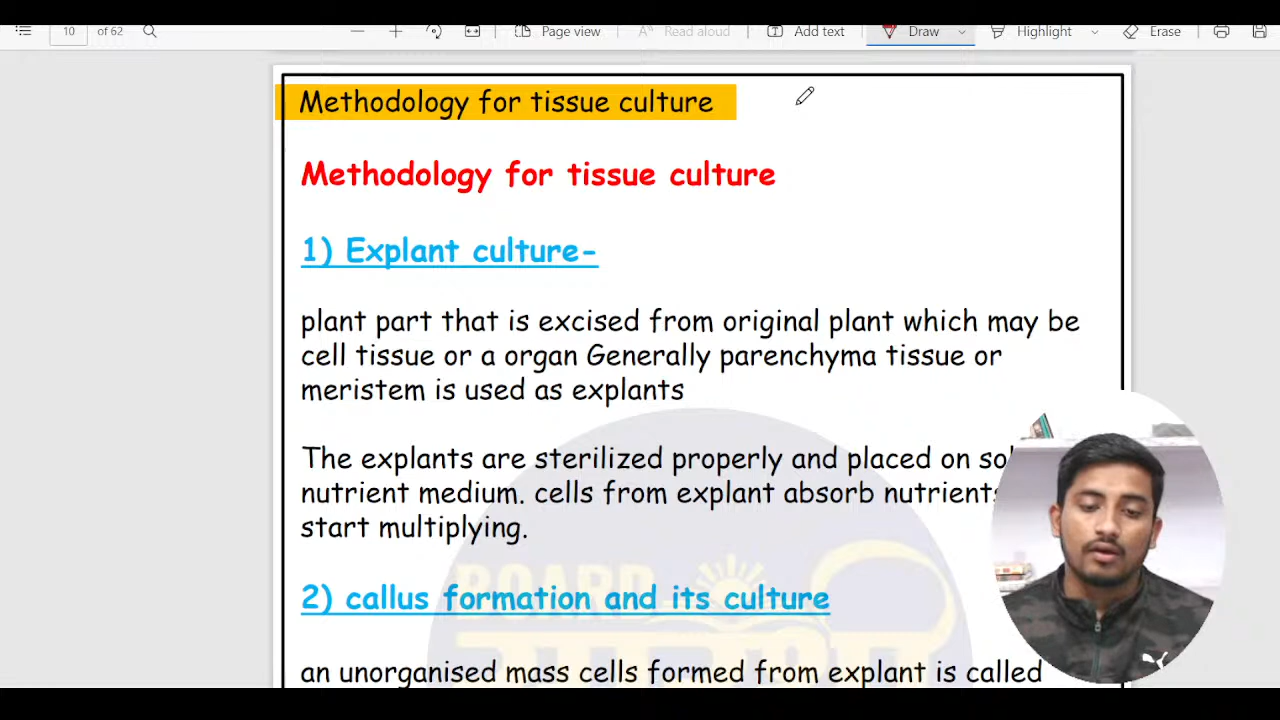 10 of 62 Page view Read aloud Add text Draw Highlight Erase
Methodology for tissue culture
Methodology for tissue culture
1) Explant culture-
plant part that is excised from original plant which may be
cell tissue or a organ Generally parenchyma tissue or
meristem is used as explants
The explants are sterilized properly and placed on
nutrient medium. cells from explant absorb nutrients
start multiplying.
BOARD
2) callus formation and its culture
an unorganised mass cells formed from explant is called